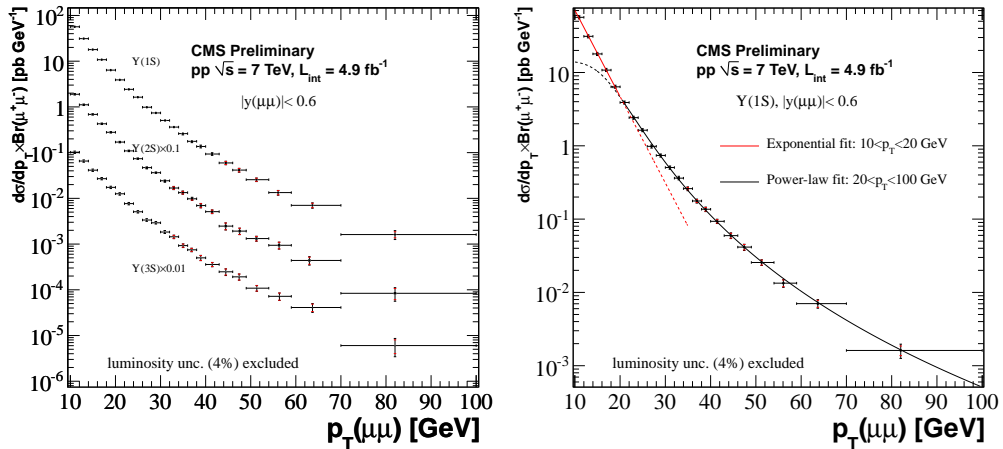 dσ/dp_T×Br(μ⁺μ⁻) [pb GeV⁻¹]
10²
10
1
10⁻¹
10⁻²
10⁻³
10⁻⁴
10⁻⁵
10⁻⁶
CMS Preliminary
pp √s = 7 TeV, L_int = 4.9 fb⁻¹
|y(μμ)|< 0.6
Υ(1S)
Υ(2S)×0.1
Υ(3S)×0.01
luminosity unc. (4%) excluded
10 20 30 40 50 60 70 80 90 100
p_T(μμ) [GeV]
dσ/dp_T×Br(μ⁺μ⁻) [pb GeV⁻¹]
10
1
10⁻¹
10⁻²
10⁻³
CMS Preliminary
pp √s = 7 TeV, L_int = 4.9 fb⁻¹
Υ(1S), |y(μμ)|< 0.6
Exponential fit: 10<p_T<20 GeV
Power-law fit: 20<p_T<100 GeV
luminosity unc. (4%) excluded
10 20 30 40 50 60 70 80 90 100
p_T(μμ) [GeV]